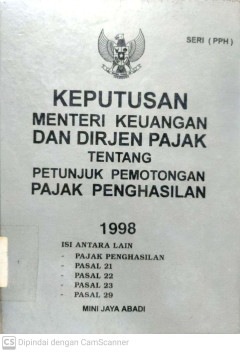 SERI ( PPH )
KEPUTUSAN
MENTERI KEUANGAN
DAN DIRJEN PAJAK
TENTANG
PETUNJUK PEMOTONGAN
PAJAK PENGHASILAN
1998
ISI ANTARA LAIN
- PAJAK PENGHASILAN
- PASAL 21
- PASAL 22
- PASAL 23
- PASAL 29
MINI JAYA ABADI
CS Dipindai dengan CamScanner